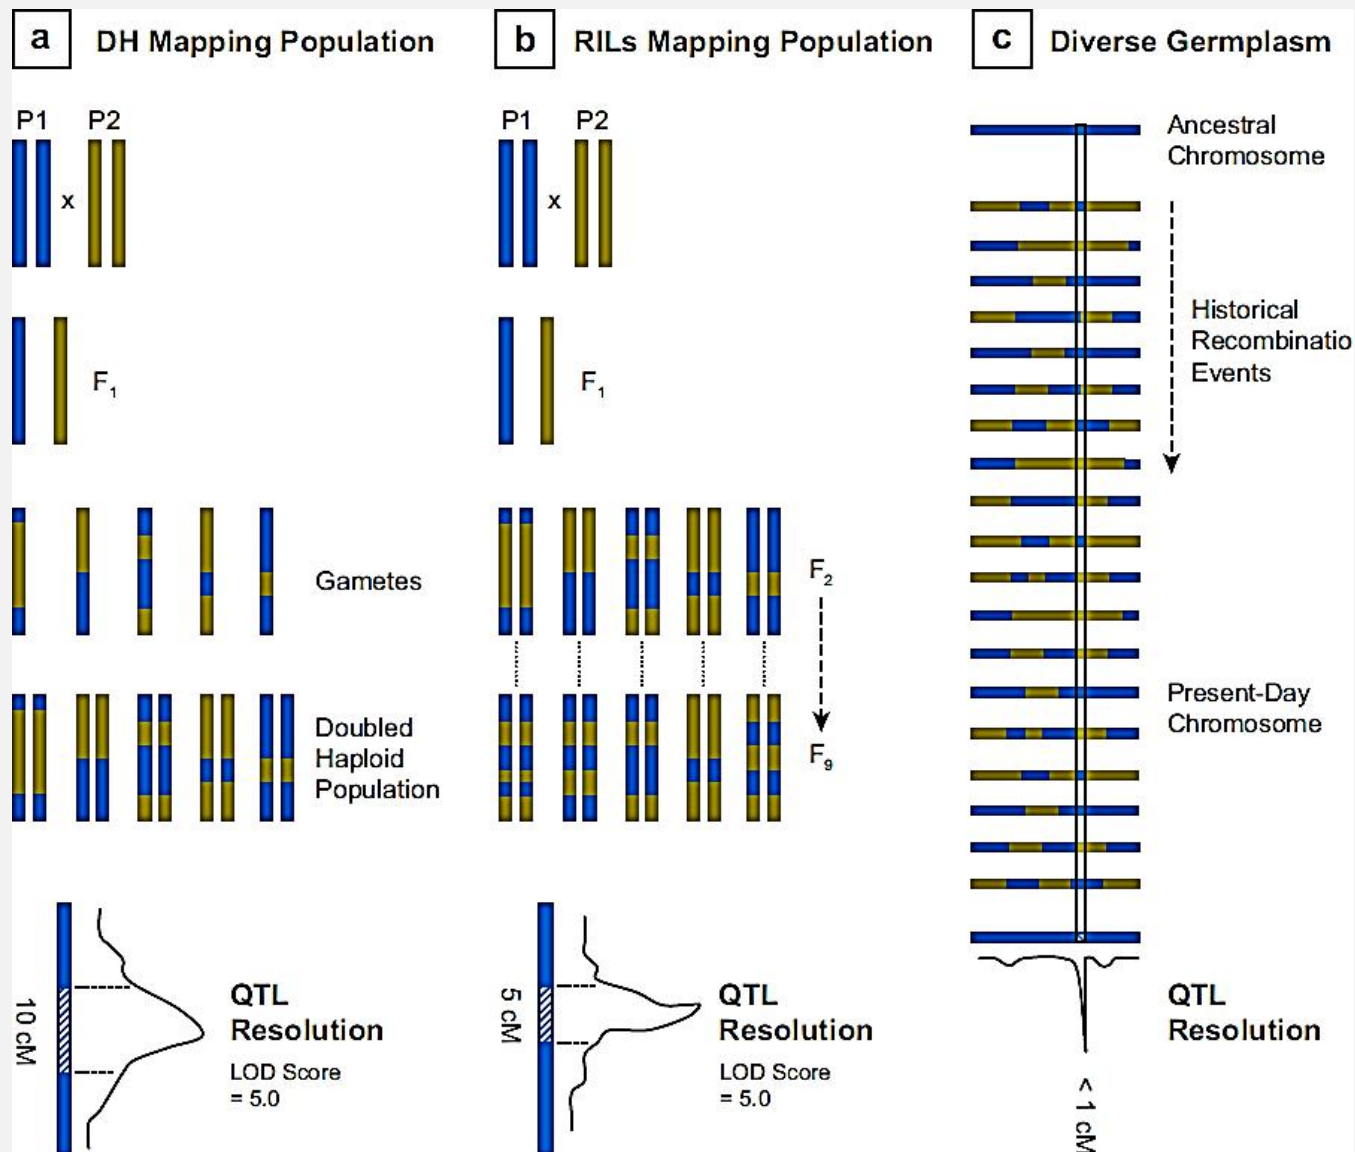 a DH Mapping Population
P1 P2
x
F1
Gametes
Doubled
Haploid
Population
10 cM
QTL
Resolution
LOD Score
= 5.0
b RILs Mapping Population
P1 P2
x
F1
F2
F9
5 cM
QTL
Resolution
LOD Score
= 5.0
c Diverse Germplasm
Ancestral
Chromosome
Historical
Recombinatio
Events
Present-Day
Chromosome
QTL
Resolution
< 1 cM